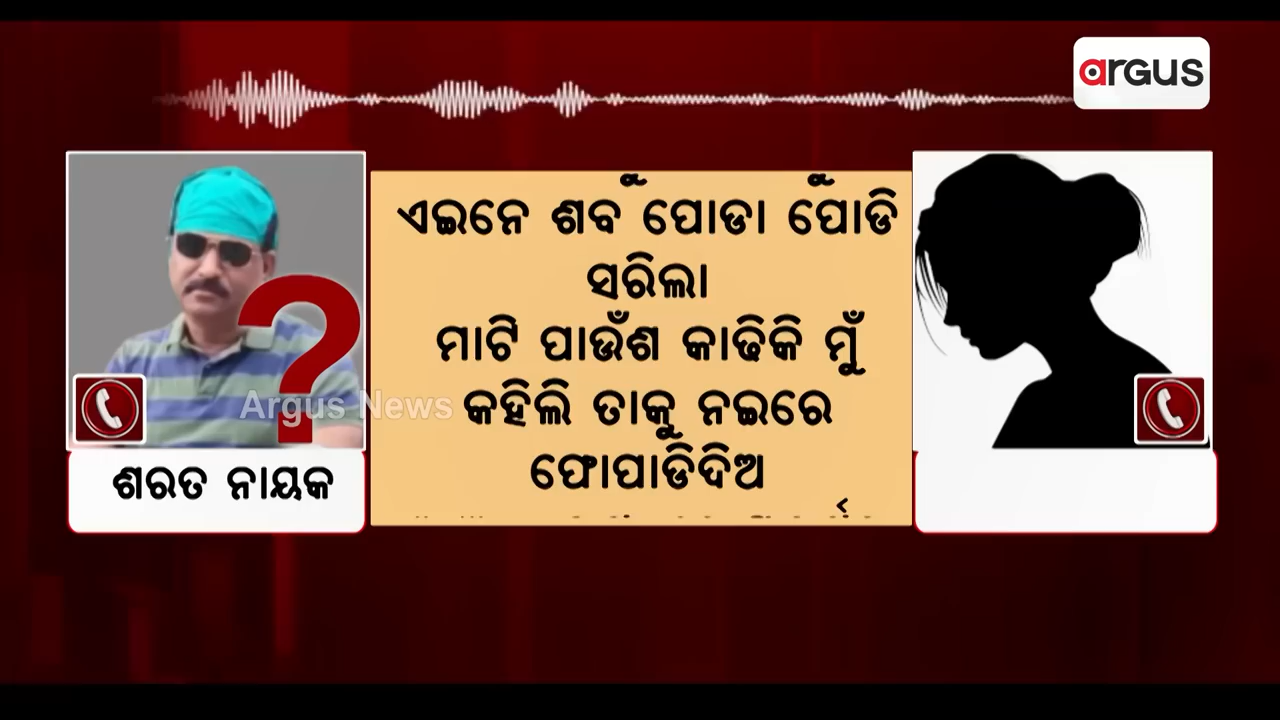 argus
ଏଇନେ ଶବ ପୋଡା ପୋଡି
ସରିଲା
ମାଟି ପାଉଁଶ କାଢିକି ମୁଁ
କହିଲି ତାକୁ ନଇରେ
ଫୋପାଡିଦିଅ
Argus News
ଶରତ ନାୟକ